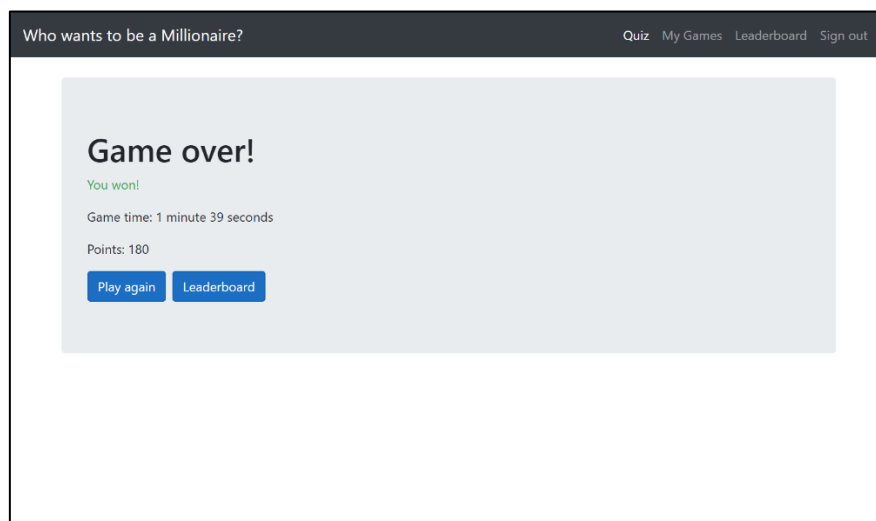 Who wants to be a Millionaire? Quiz My Games Leaderboard Sign out
Game over!
You won!
Game time: 1 minute 39 seconds
Points: 180
Play again Leaderboard